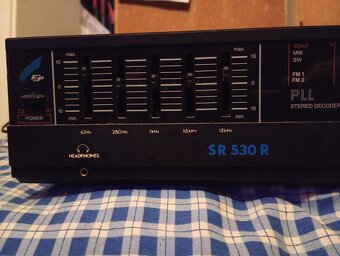 max.
max.
SCALE
MW
SW
FM 1
FM 2
10
10
0
0
10
10
min.
min.
PLL
STEREO DECODER
POWER
63Hz
250Hz
1kHz
3,5kHz
12kHz
HEADPHONES
SR 530 R